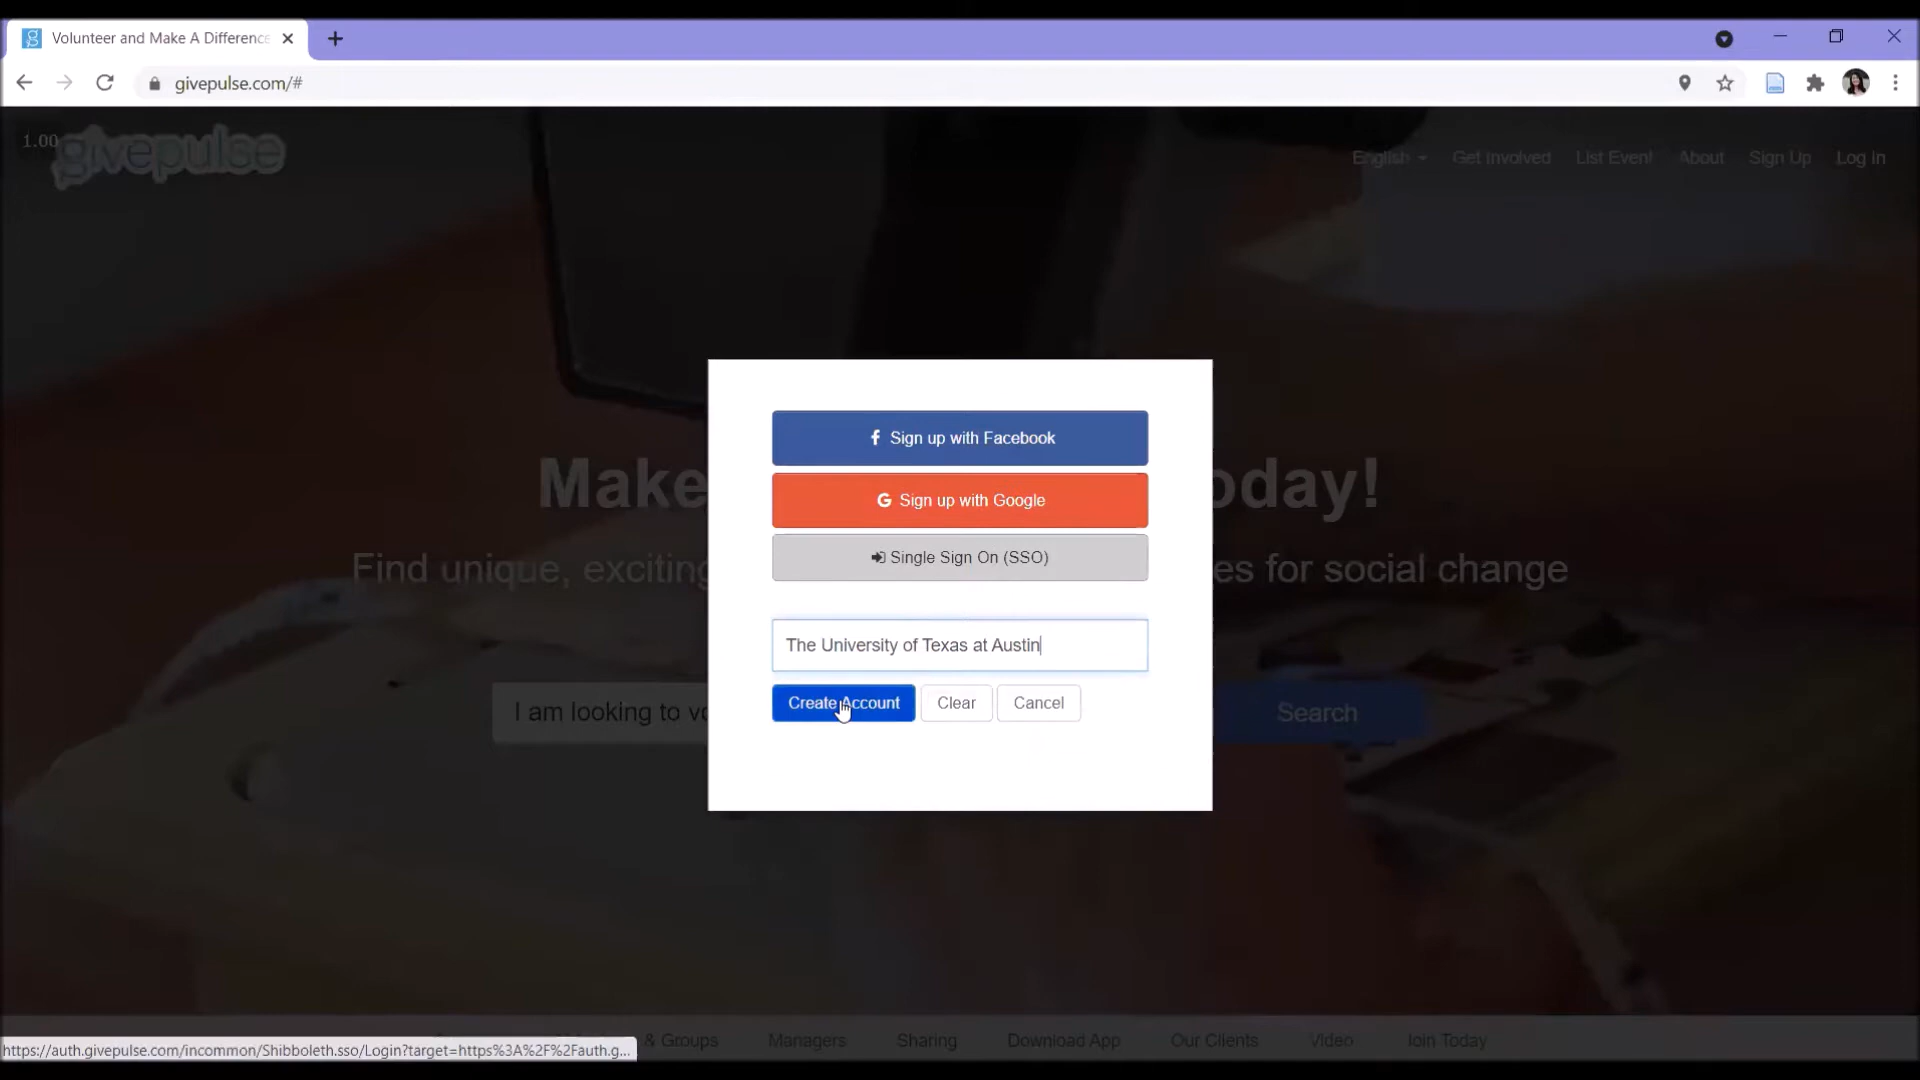 Volunteer and Make A Difference
givepulse.com/#
1.00
givepulse
English
Get Involved
List Event
About
Sign Up
Log In
Sign up with Facebook
Sign up with Google
Single Sign On (SSO)
Make
oday!
Find unique, exciting
es for social change
The University of Texas at Austin
Create Account
Clear
Cancel
I am looking to vo
Search
& Groups
Managers
Sharing
Download App
Our Clients
Video
Join Today
https://auth.givepulse.com/incommon/Shibboleth.sso/Login?target=https%3A%2F%2Fauth.g...